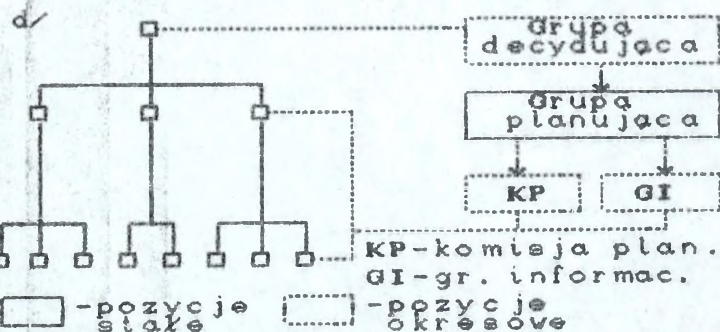 d/
Grupa
decydująca
Grupa
planująca
KP
GI
KP-komisja plan.
GI-gr. informac.
-pozycje
stałe
-pozycje
okresowe